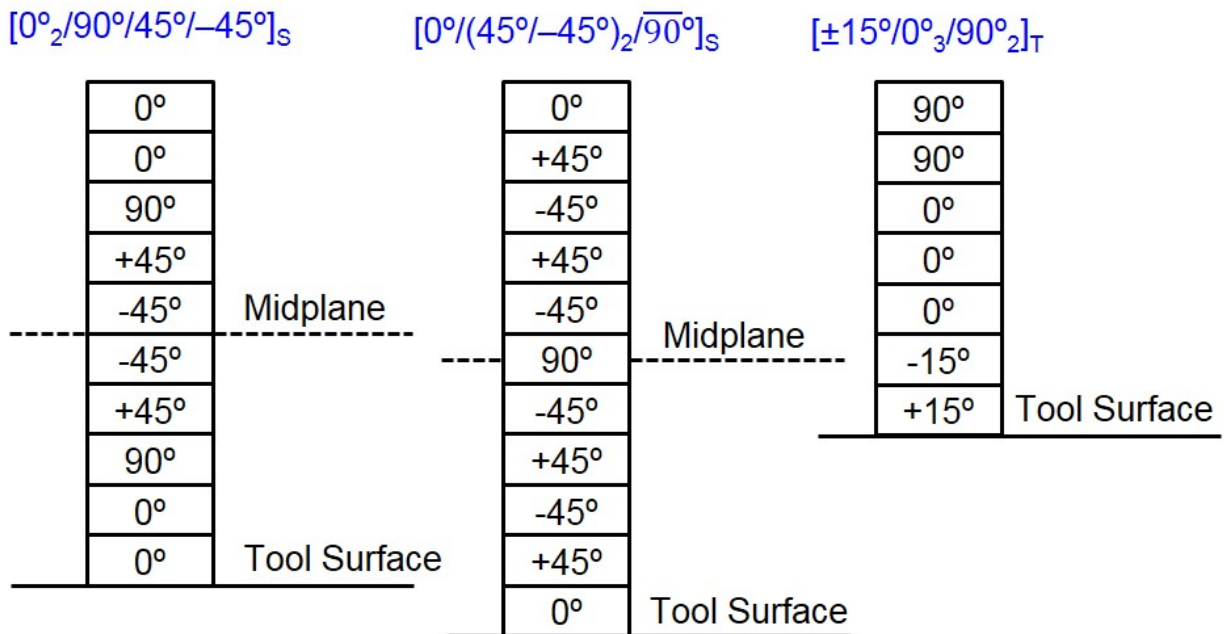 [0º₂/90º/45º/–45º]S
0º
0º
90º
+45º
-45º
Midplane
-45º
+45º
90º
0º
0º
Tool Surface
[0º/(45º/–45º)₂/9̅0̅º]S
0º
+45º
-45º
+45º
-45º
Midplane
90º
-45º
+45º
-45º
+45º
0º
Tool Surface
[±15º/0º₃/90º₂]T
90º
90º
0º
0º
0º
-15º
+15º
Tool Surface